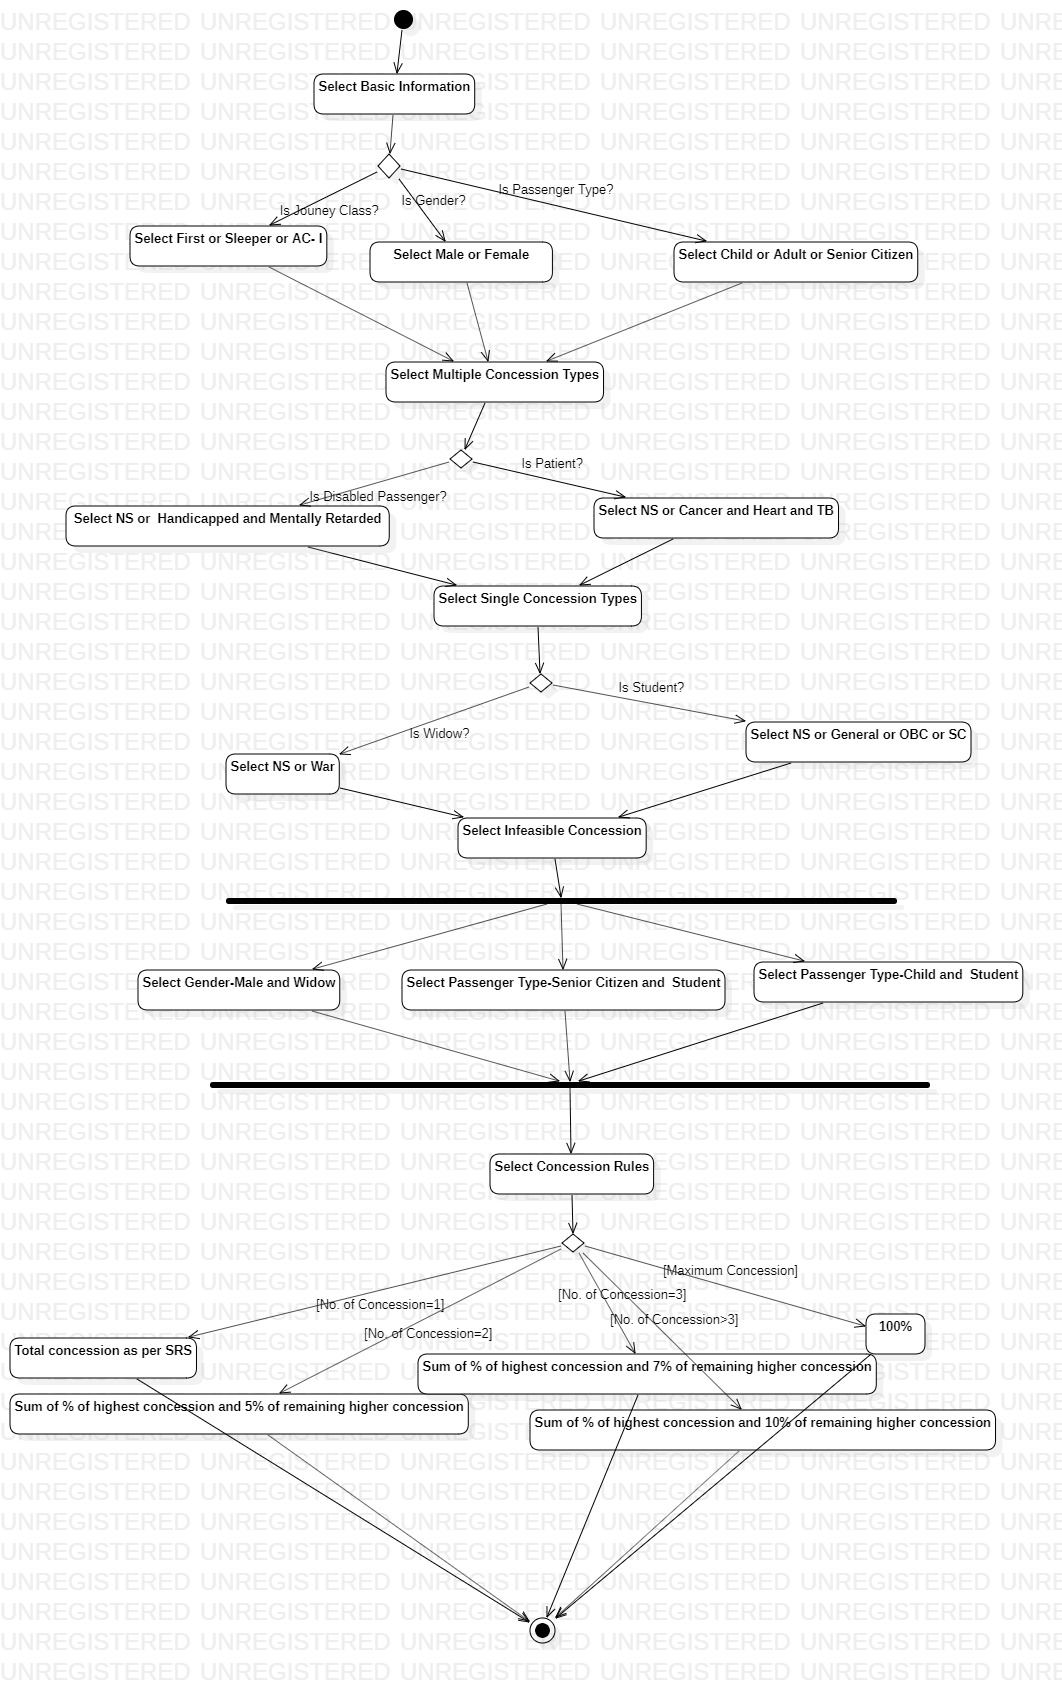 Select Basic Information
Is Passenger Type?
Is Gender?
Is Jouney Class?
Select First or Sleeper or AC- I
Select Male or Female
Select Child or Adult or Senior Citizen
Select Multiple Concession Types
Is Patient?
Is Disabled Passenger?
Select NS or Cancer and Heart and TB
Select NS or  Handicapped and Mentally Retarded
Select Single Concession Types
Is Student?
Is Widow?
Select NS or General or OBC or SC
Select NS or War
Select Infeasible Concession
Select Gender-Male and Widow
Select Passenger Type-Senior Citizen and  Student
Select Passenger Type-Child and  Student
Select Concession Rules
[Maximum Concession]
[No. of Concession=3]
[No. of Concession=1]
[No. of Concession>3]
[No. of Concession=2]
100%
Total concession as per SRS
Sum of % of highest concession and 7% of remaining higher concession
Sum of % of highest concession and 5% of remaining higher concession
Sum of % of highest concession and 10% of remaining higher concession
UNREGISTERED